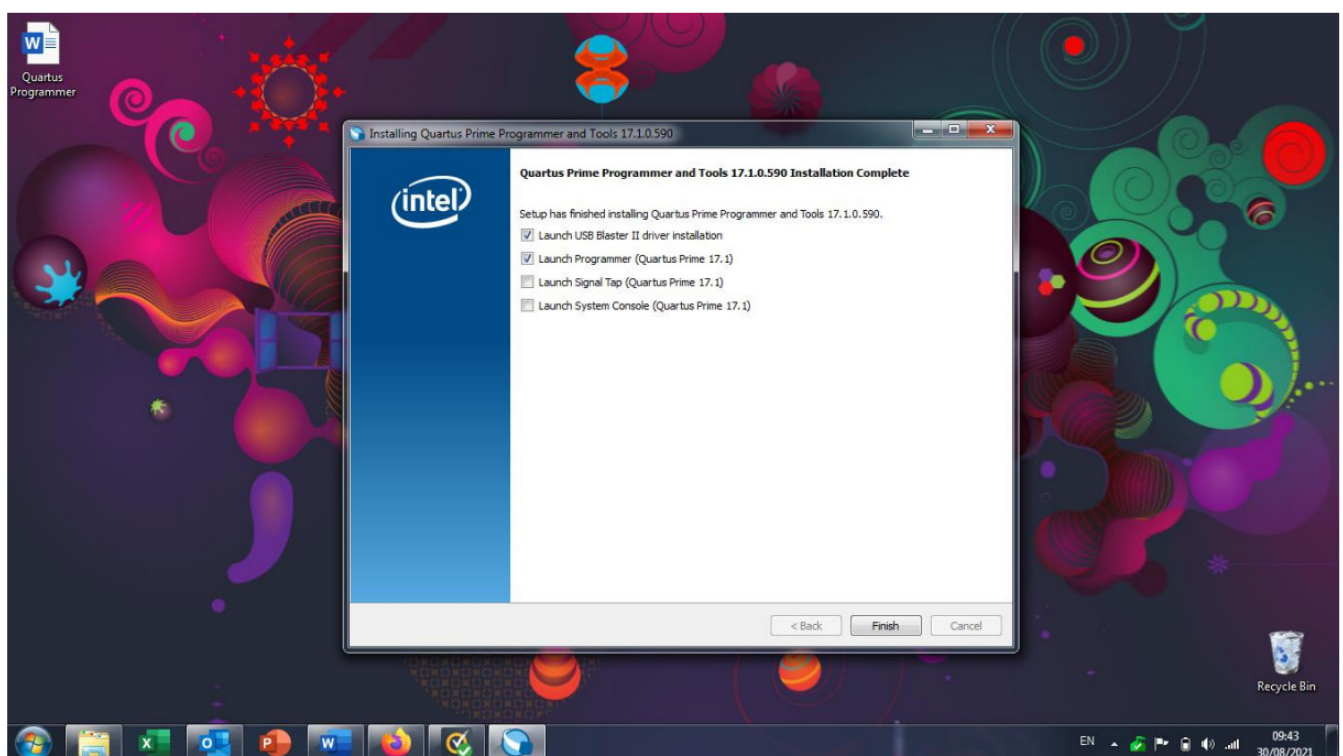 W
Quartus
Programmer
Installing Quartus Prime Programmer and Tools 17.1.0.590
intel
Quartus Prime Programmer and Tools 17.1.0.590 Installation Complete
Setup has finished installing Quartus Prime Programmer and Tools 17.1.0.590.
Launch USB Blaster II driver installation
Launch Programmer (Quartus Prime 17.1)
Launch Signal Tap (Quartus Prime 17.1)
Launch System Console (Quartus Prime 17.1)
< Back Finish Cancel
Recycle Bin
X O P W
EN 09:43
30/08/2021